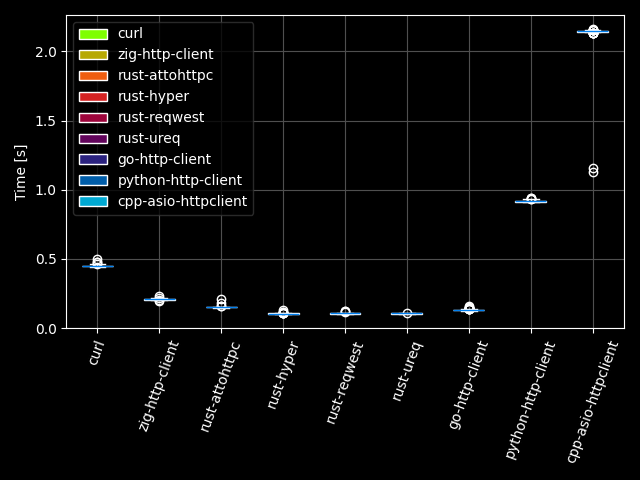 curl
zig-http-client
rust-attohttpc
rust-hyper
rust-reqwest
rust-ureq
go-http-client
python-http-client
cpp-asio-httpclient
Time [s]
2.0
1.5
1.0
0.5
0.0
curl
zig-http-client
rust-attohttpc
rust-hyper
rust-reqwest
rust-ureq
go-http-client
python-http-client
cpp-asio-httpclient